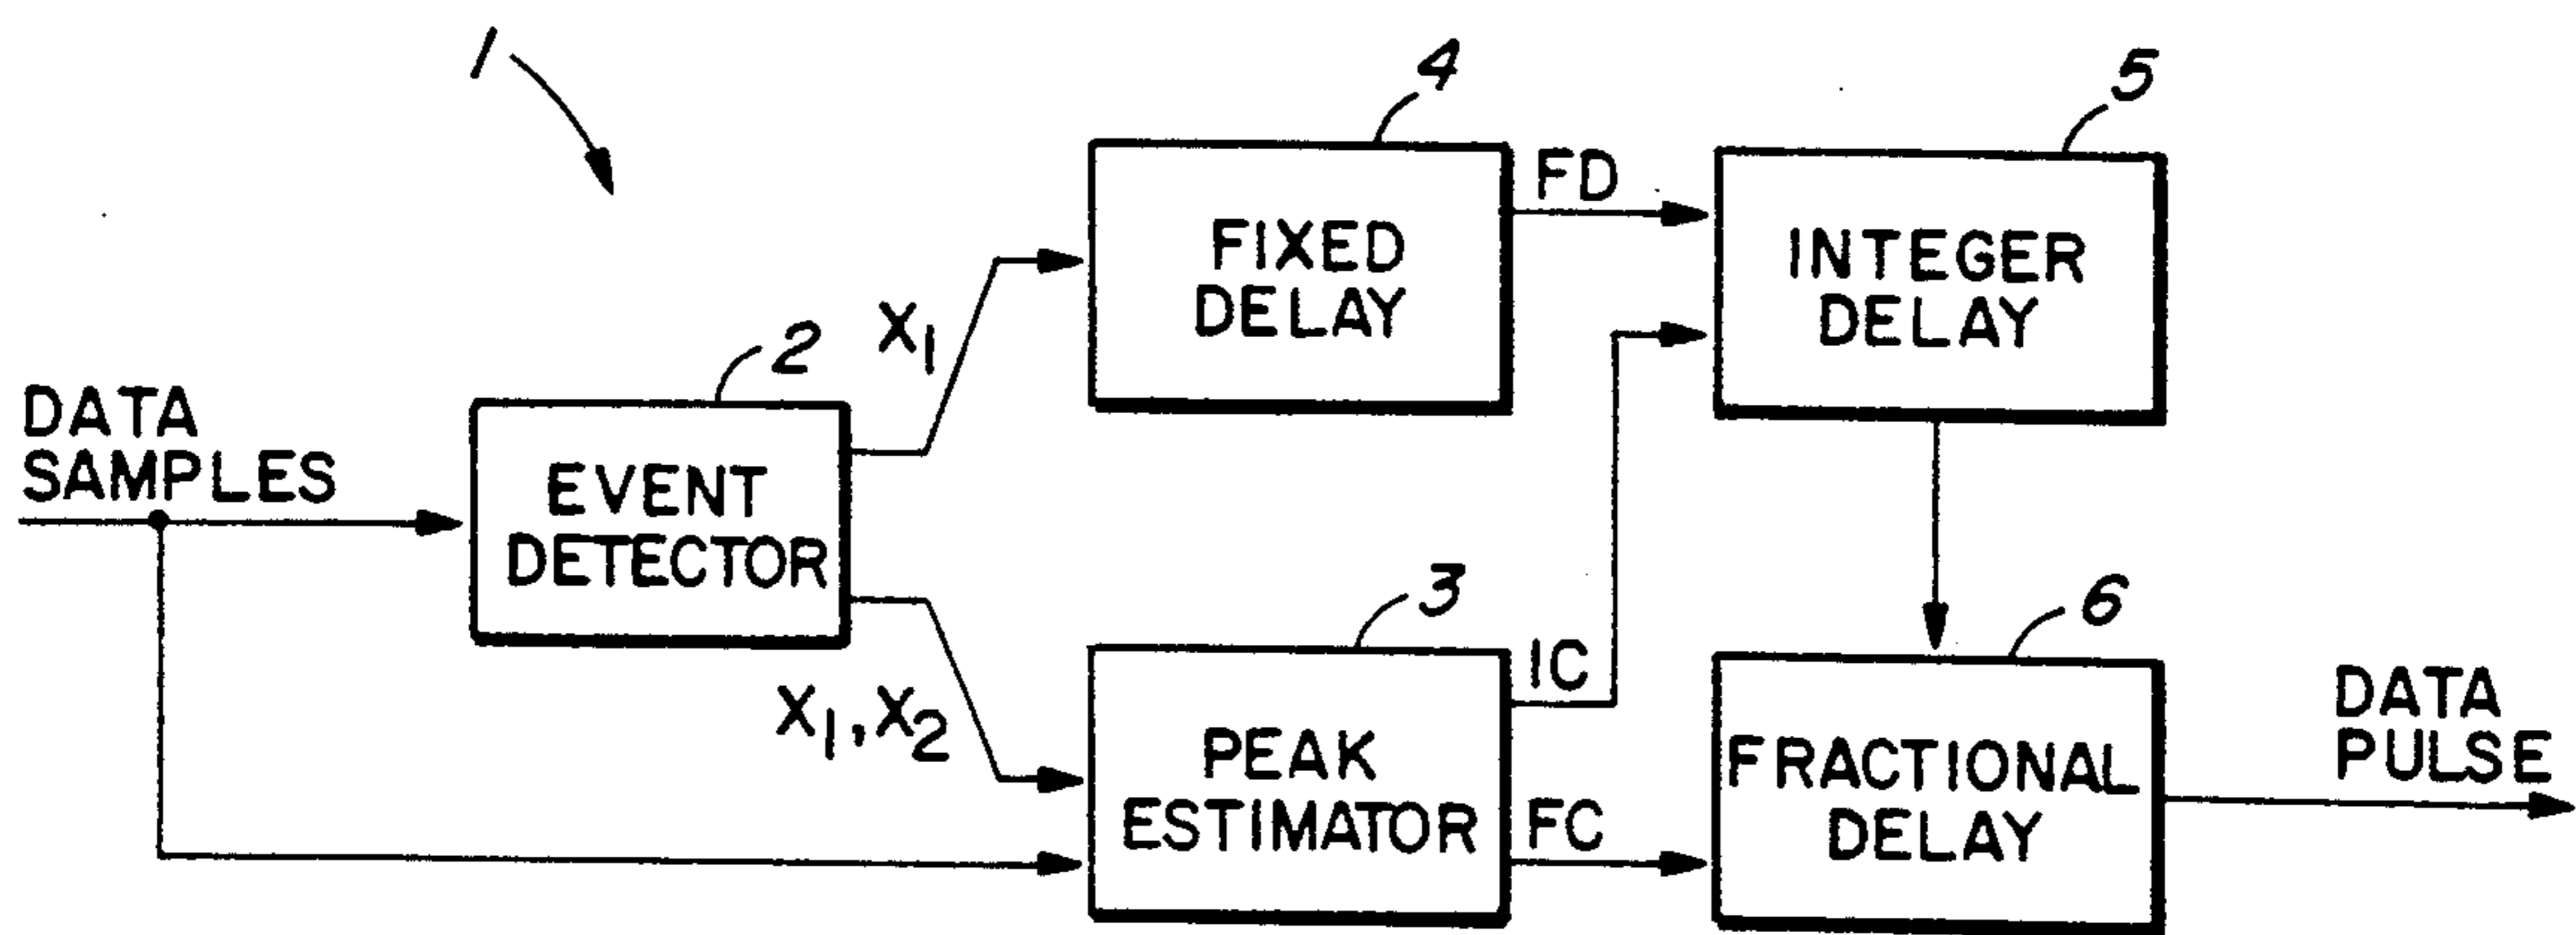 1
4
5
FD
FIXED
DELAY
INTEGER
DELAY
X1
2
DATA
SAMPLES
EVENT
DETECTOR
3
6
IC
X1, X2
PEAK
ESTIMATOR
FC
FRACTIONAL
DELAY
DATA
PULSE